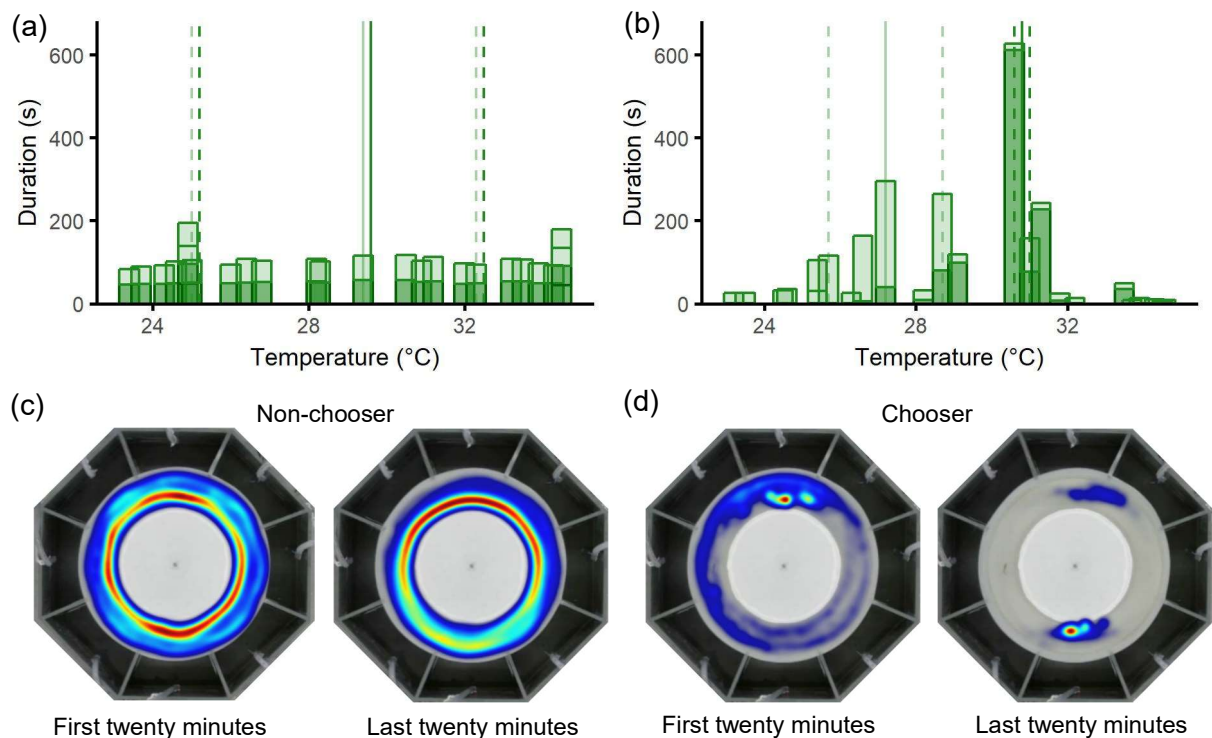 (a)
600
400
200
0
Duration (s)
24
28
32
Temperature (°C)
(b)
600
400
200
0
Duration (s)
24
28
32
Temperature (°C)
(c)
Non-chooser
First twenty minutes
Last twenty minutes
(d)
Chooser
First twenty minutes
Last twenty minutes